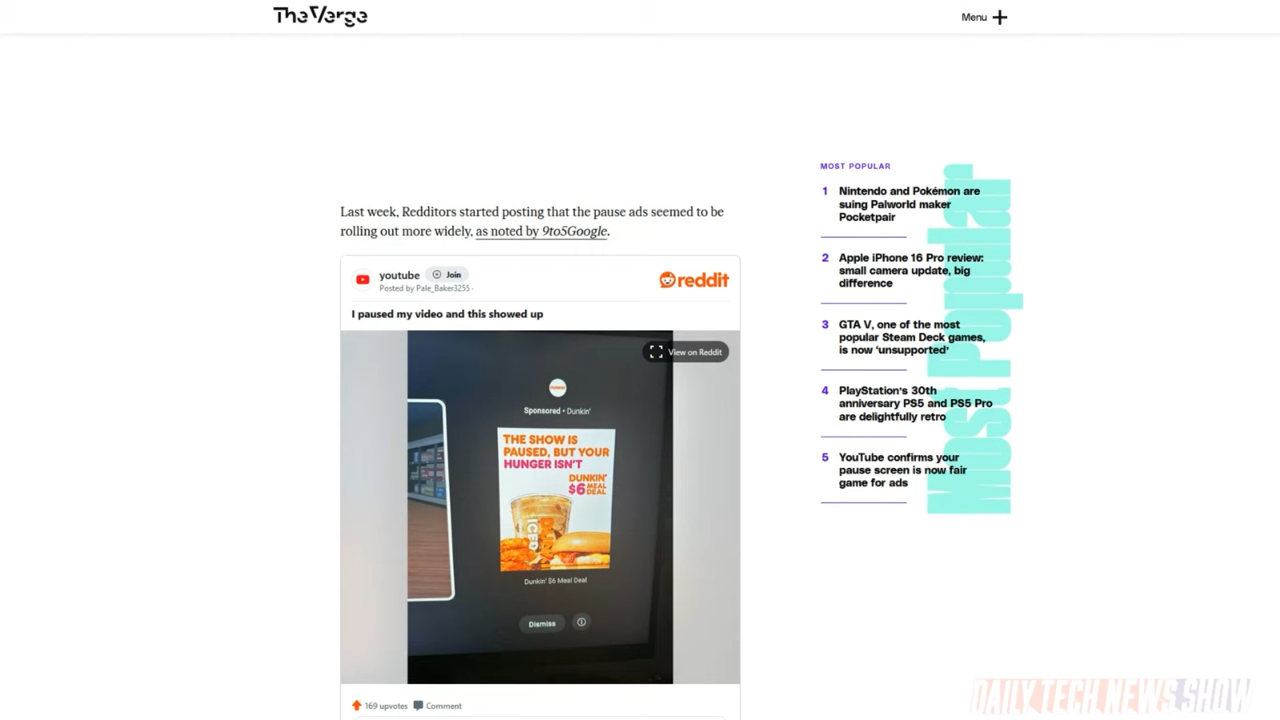 The Verge
Menu
Last week, Redditors started posting that the pause ads seemed to be
rolling out more widely, as noted by 9to5Google.
youtube
Join
reddit
Posted by Pale_Baker3255 ·
I paused my video and this showed up
View on Reddit
Sponsored • Dunkin'
THE SHOW IS
PAUSED, BUT YOUR
HUNGER ISN'T
DUNKIN'
$6 MEAL
DEAL
ICED
Dunkin' $6 Meal Deal
Dismiss
169 upvotes
Comment
MOST POPULAR
Most Popular
1 Nintendo and Pokémon are
suing Palworld maker
Pocketpair
2 Apple iPhone 16 Pro review:
small camera update, big
difference
3 GTA V, one of the most
popular Steam Deck games,
is now ‘unsupported’
4 PlayStation’s 30th
anniversary PS5 and PS5 Pro
are delightfully retro
5 YouTube confirms your
pause screen is now fair
game for ads
DAILY TECH NEWS SHOW